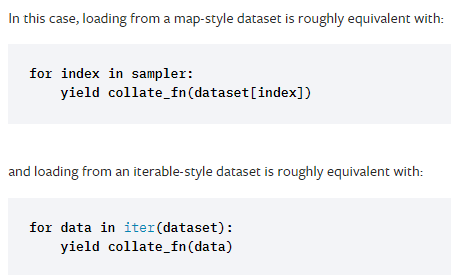 In this case, loading from a map-style dataset is roughly equivalent with:
for index in sampler:
    yield collate_fn(dataset[index])
and loading from an iterable-style dataset is roughly equivalent with:
for data in iter(dataset):
    yield collate_fn(data)